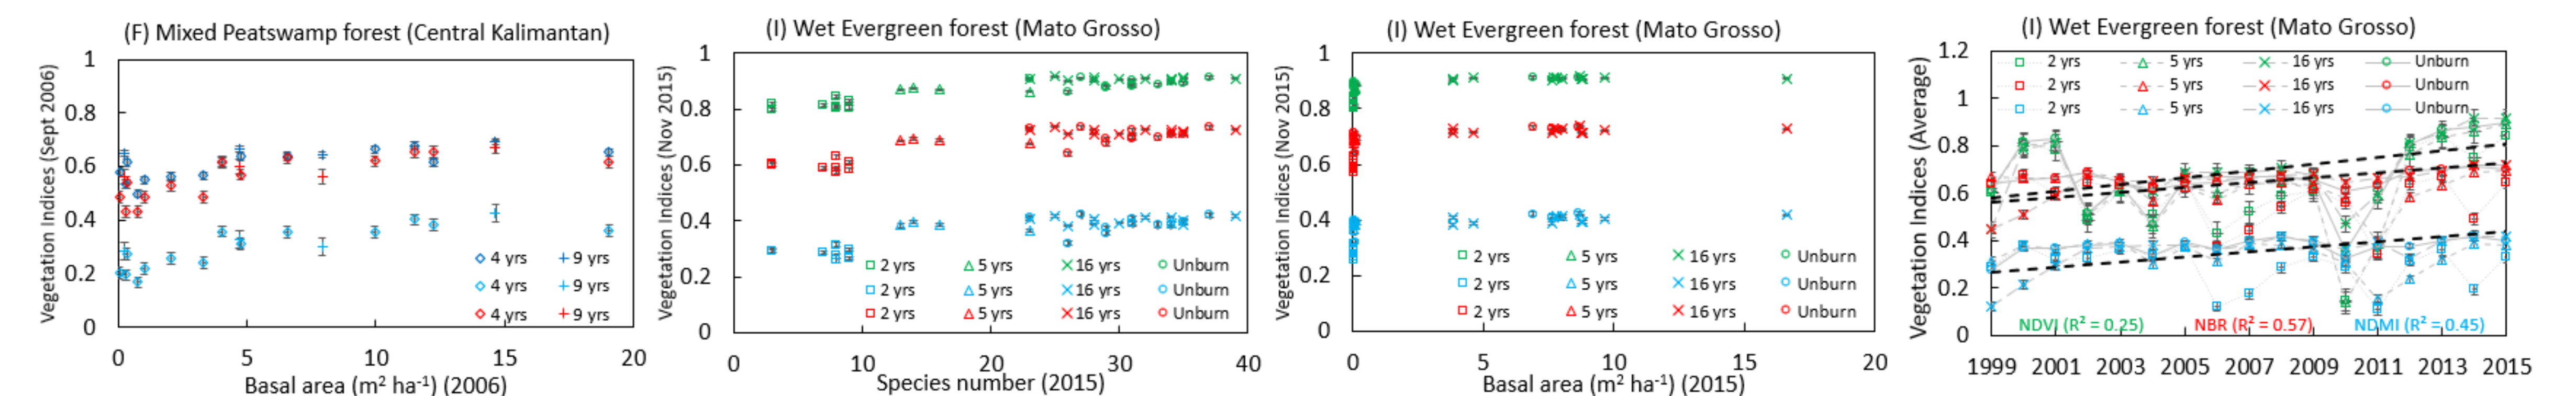 (F) Mixed Peatswamp forest (Central Kalimantan)
Vegetation Indices (Sept 2006)
1
0.8
0.6
0.4
0.2
0
4 yrs 9 yrs
4 yrs 9 yrs
4 yrs 9 yrs
0 5 10 15 20
Basal area (m² ha⁻¹) (2006)
(I) Wet Evergreen forest (Mato Grosso)
Vegetation Indices (Nov 2015)
1
0.8
0.6
0.4
0.2
0
2 yrs 5 yrs 16 yrs Unburn
2 yrs 5 yrs 16 yrs Unburn
2 yrs 5 yrs 16 yrs Unburn
0 10 20 30 40
Species number (2015)
(I) Wet Evergreen forest (Mato Grosso)
Vegetation Indices (Nov 2015)
1
0.8
0.6
0.4
0.2
0
2 yrs 5 yrs 16 yrs Unburn
2 yrs 5 yrs 16 yrs Unburn
2 yrs 5 yrs 16 yrs Unburn
0 5 10 15 20
Basal area (m² ha⁻¹) (2015)
(I) Wet Evergreen forest (Mato Grosso)
Vegetation Indices (Average)
1.2
1
0.8
0.6
0.4
0.2
0
2 yrs 5 yrs 16 yrs Unburn
2 yrs 5 yrs 16 yrs Unburn
2 yrs 5 yrs 16 yrs Unburn
NDVI (R² = 0.25) NBR (R² = 0.57) NDMI (R² = 0.45)
1999 2001 2003 2005 2007 2009 2011 2013 2015